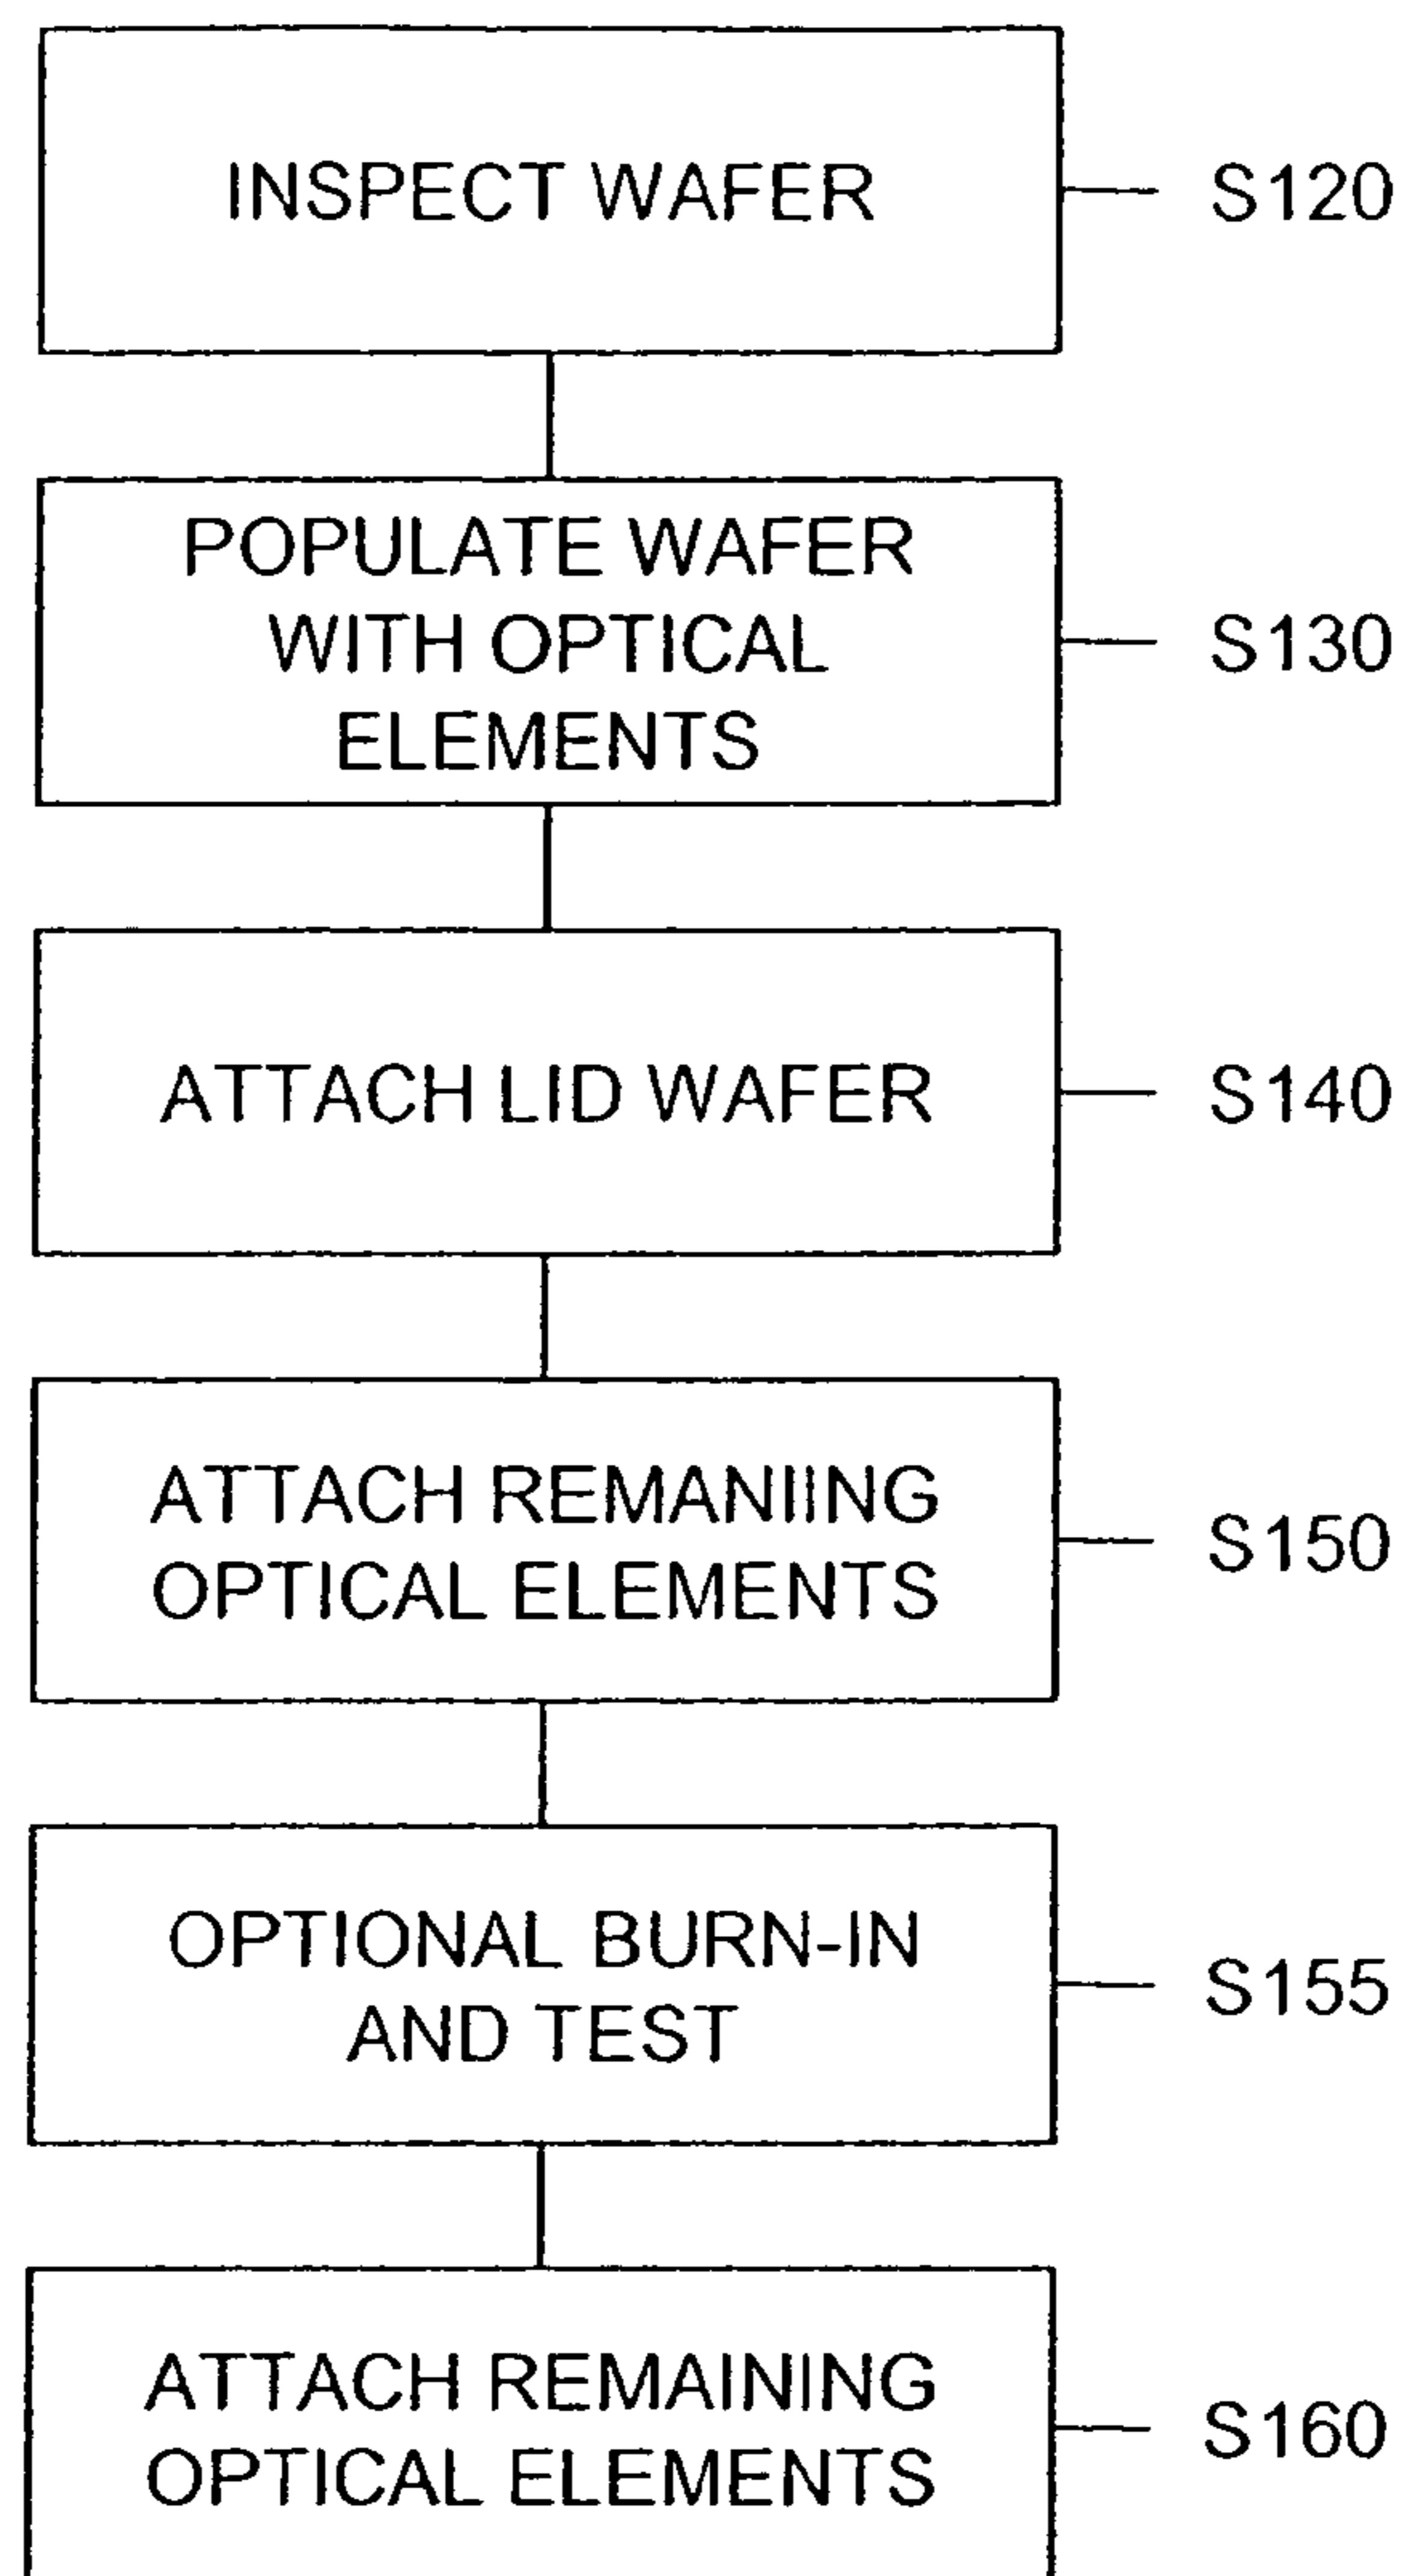 INSPECT WAFER
S120
POPULATE WAFER
WITH OPTICAL
ELEMENTS
S130
ATTACH LID WAFER
S140
ATTACH REMANIING
OPTICAL ELEMENTS
S150
OPTIONAL BURN-IN
AND TEST
S155
ATTACH REMAINING
OPTICAL ELEMENTS
S160